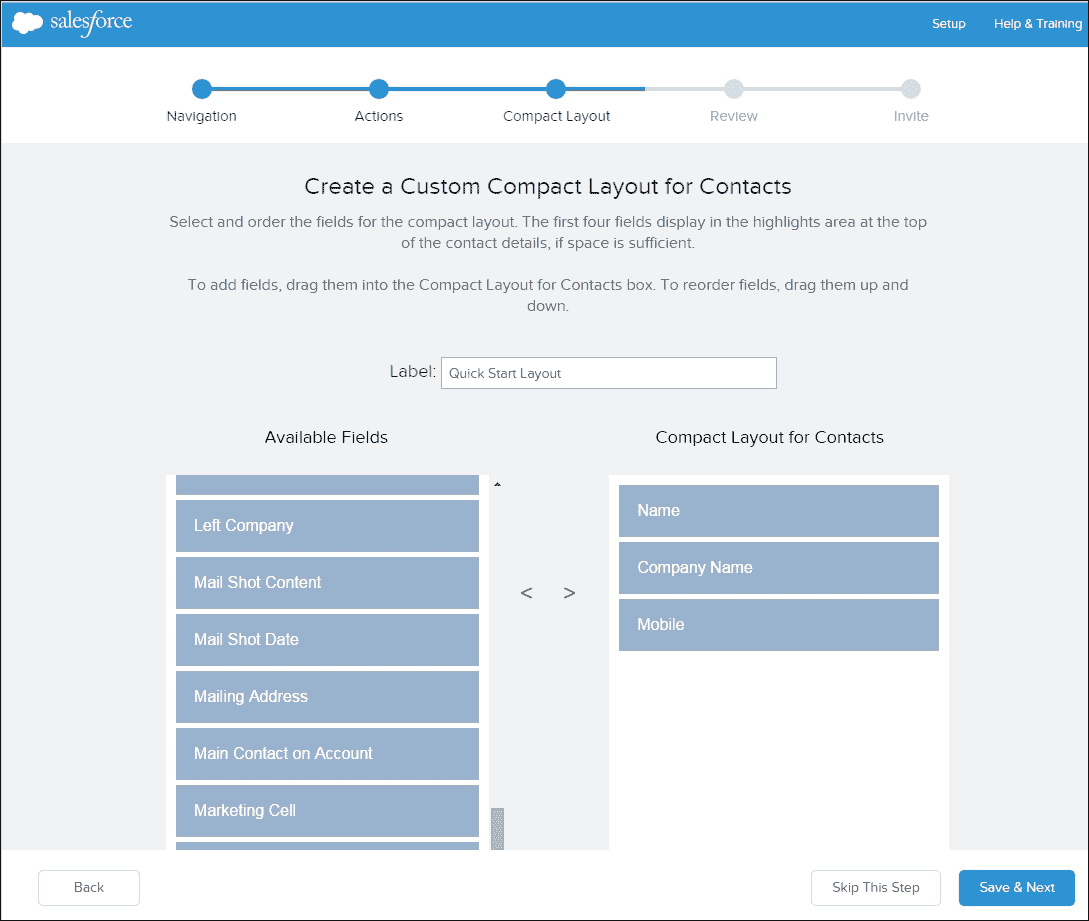 salesforce
Setup
Help & Training
Navigation
Actions
Compact Layout
Review
Invite
Create a Custom Compact Layout for Contacts
Select and order the fields for the compact layout. The first four fields display in the highlights area at the top
of the contact details, if space is sufficient.
To add fields, drag them into the Compact Layout for Contacts box. To reorder fields, drag them up and
down.
Label: Quick Start Layout
Available Fields
Left Company
Mail Shot Content
Mail Shot Date
Mailing Address
Main Contact on Account
Marketing Cell
< >
Compact Layout for Contacts
Name
Company Name
Mobile
Back
Skip This Step
Save & Next